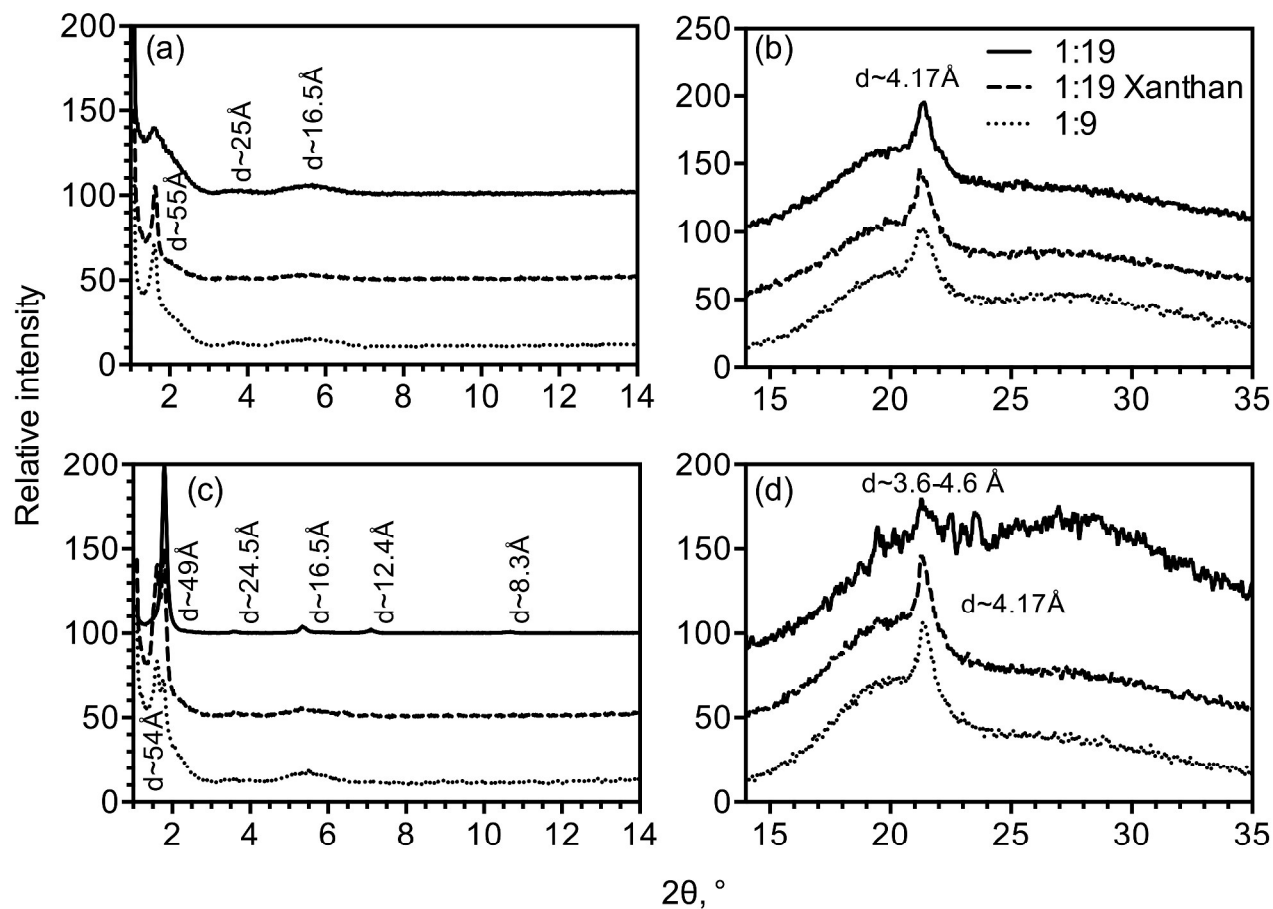 Relative intensity
(a)
200
150
100
50
0
d~55Å
d~25Å
d~16.5Å
2 4 6 8 10 12 14
(b)
250
200
150
100
50
0
d~4.17Å
1:19
1:19 Xanthan
1:9
15 20 25 30 35
(c)
200
150
100
50
0
d~54Å
d~49Å
d~24.5Å
d~16.5Å
d~12.4Å
d~8.3Å
2 4 6 8 10 12 14
(d)
200
150
100
50
0
d~3.6-4.6 Å
d~4.17Å
15 20 25 30 35
2θ, °